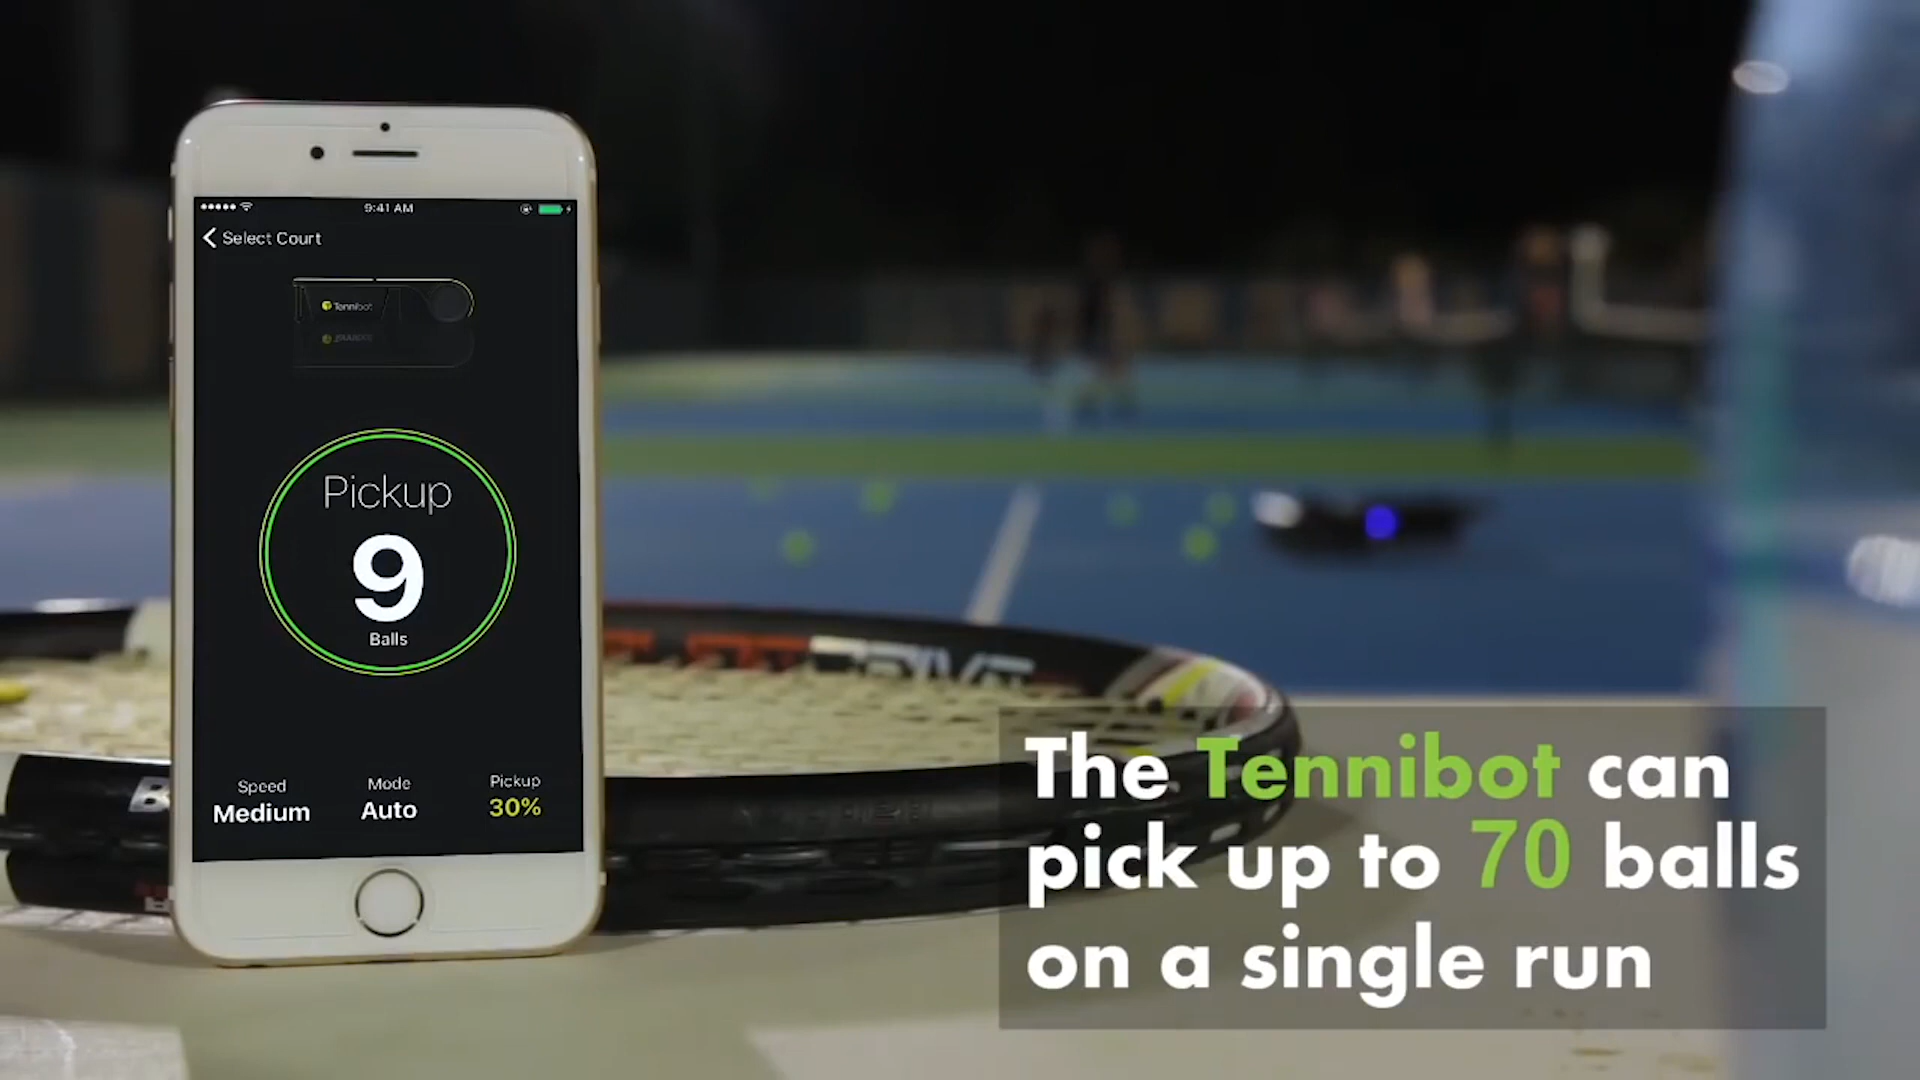 9:41 AM
Select Court
Tennibot
Pickup
9
Balls
Speed
Mode
Pickup
Medium
Auto
30%
The Tennibot can
pick up to 70 balls
on a single run